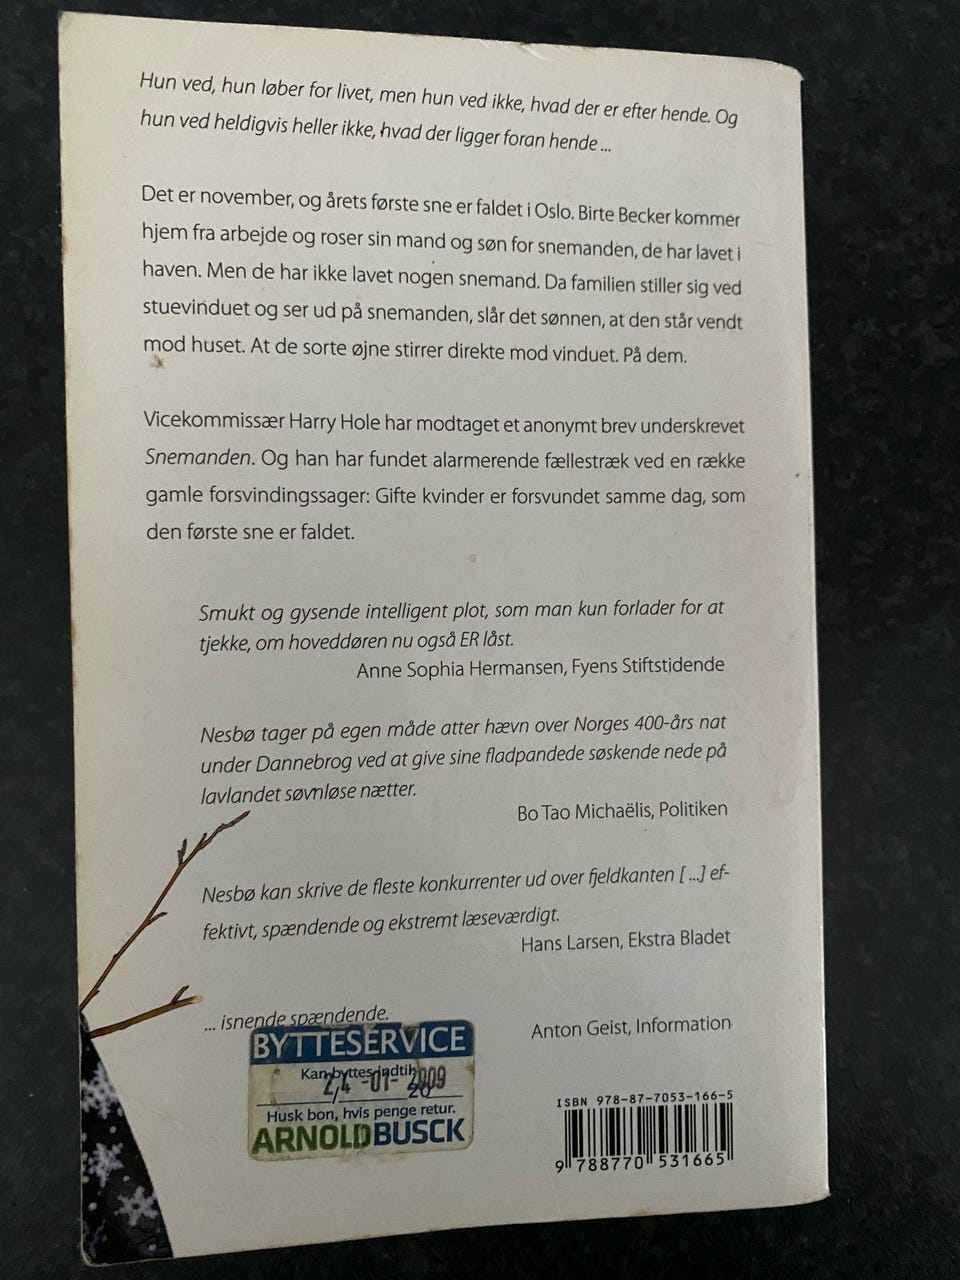 Hun ved, hun løber for livet, men hun ved ikke, hvad der er efter hende. Og
hun ved heldigvis heller ikke, hvad der ligger foran hende ...
Det er november, og årets første sne er faldet i Oslo. Birte Becker kommer
hjem fra arbejde og roser sin mand og søn for snemanden, de har lavet i
haven. Men de har ikke lavet nogen snemand. Da familien stiller sig ved
stuevinduet og ser ud på snemanden, slår det sønnen, at den står vendt
mod huset. At de sorte øjne stirrer direkte mod vinduet. På dem.
Vicekommissær Harry Hole har modtaget et anonymt brev underskrevet
Snemanden. Og han har fundet alarmerende fællestræk ved en række
gamle forsvindingssager: Gifte kvinder er forsvundet samme dag, som
den første sne er faldet.
Smukt og gysende intelligent plot, som man kun forlader for at
tjekke, om hoveddøren nu også ER låst.
Anne Sophia Hermansen, Fyens Stiftstidende
Nesbø tager på egen måde atter hævn over Norges 400-års nat
under Dannebrog ved at give sine fladpandede søskende nede på
lavlandet søvnløse nætter.
Bo Tao Michaëlis, Politiken
Nesbø kan skrive de fleste konkurrenter ud over fjeldkanten [...] ef-
fektivt, spændende og ekstremt læseværdigt.
Hans Larsen, Ekstra Bladet
... isnende spændende.
Anton Geist, Information
BYTTESERVICE
Kan byttes indtil
24 -01- 2009
20
Husk bon, hvis penge retur.
ARNOLD BUSCK
ISBN 978-87-7053-166-5
9 788770 531665